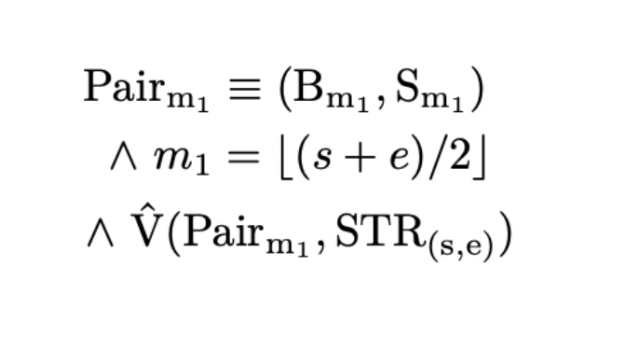 Pair_{m_1} ≡ (B_{m_1}, S_{m_1})
∧ m_1 = ⌊(s + e)/2⌋
∧ V̂(Pair_{m_1}, STR_{(s,e)})